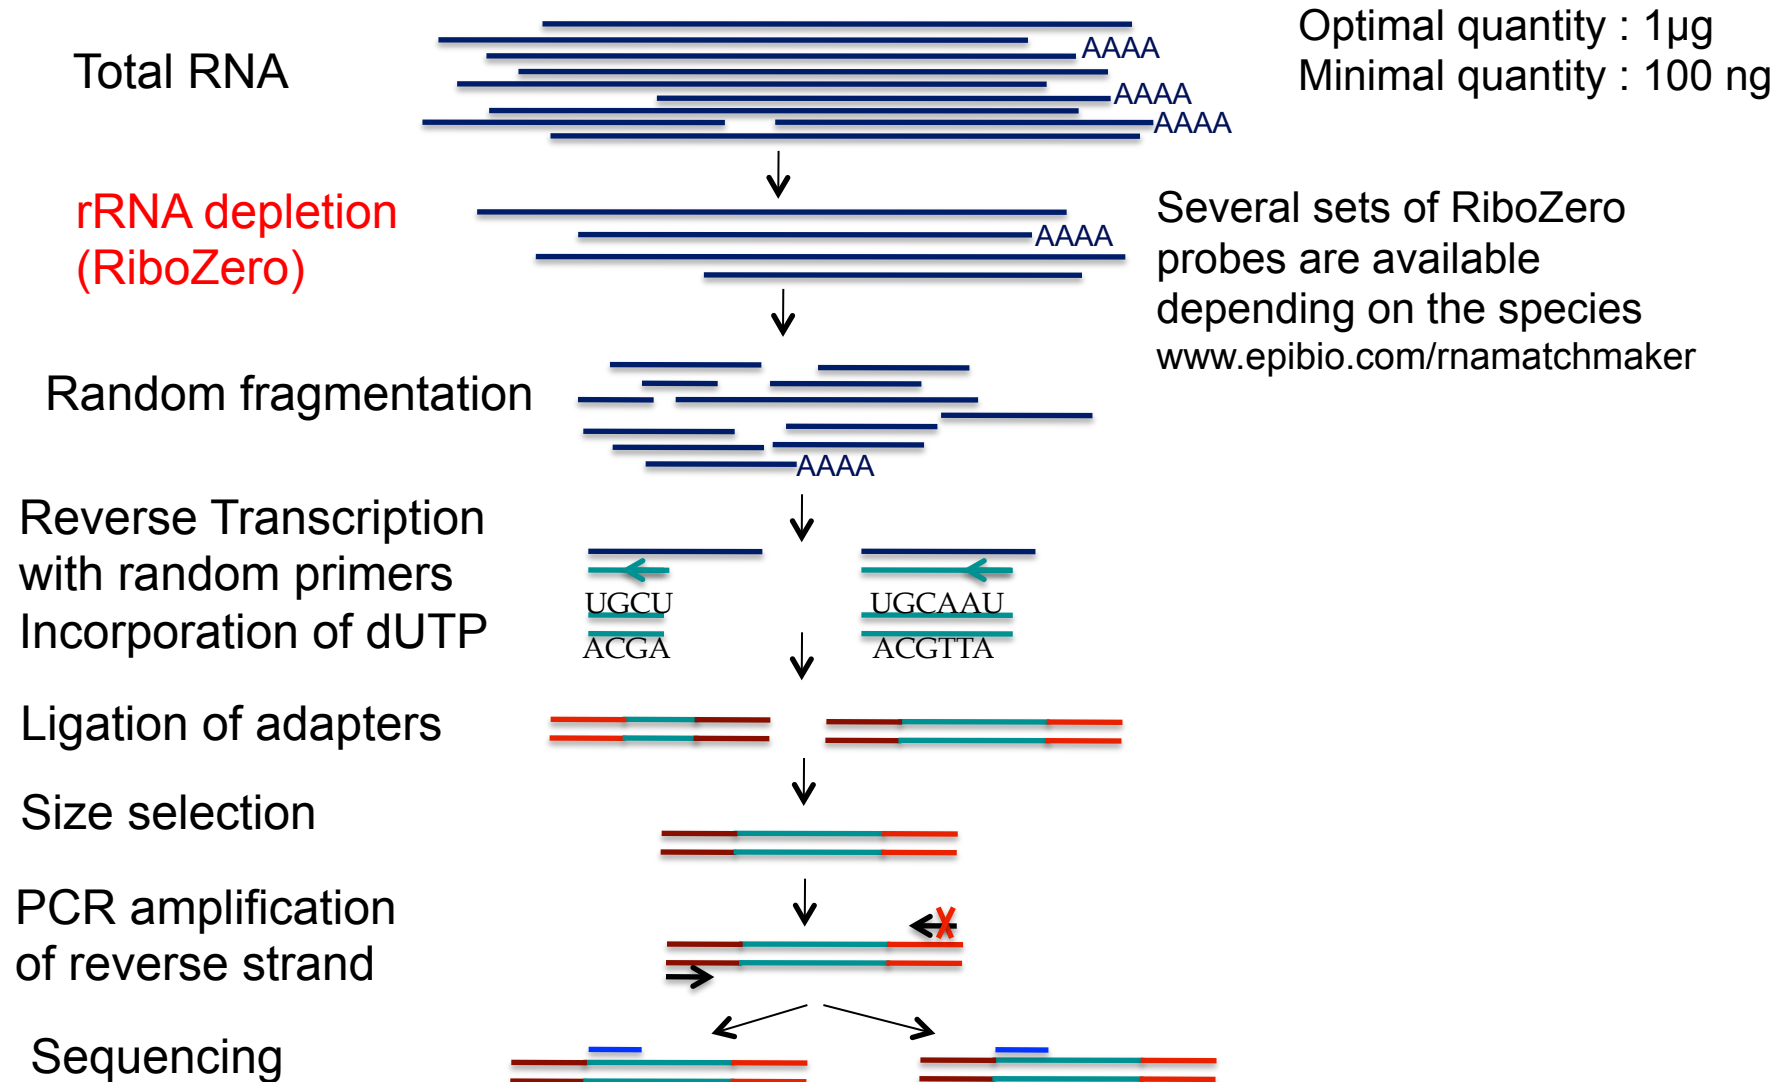 Total RNA
AAAA
AAAA
AAAA
Optimal quantity : 1µg
Minimal quantity : 100 ng
rRNA depletion
(RiboZero)
AAAA
Several sets of RiboZero
probes are available
depending on the species
www.epibio.com/rnamatchmaker
Random fragmentation
AAAA
Reverse Transcription
with random primers
Incorporation of dUTP
UGCU
ACGA
UGCAAU
ACGTTA
Ligation of adapters
Size selection
PCR amplification
of reverse strand
Sequencing